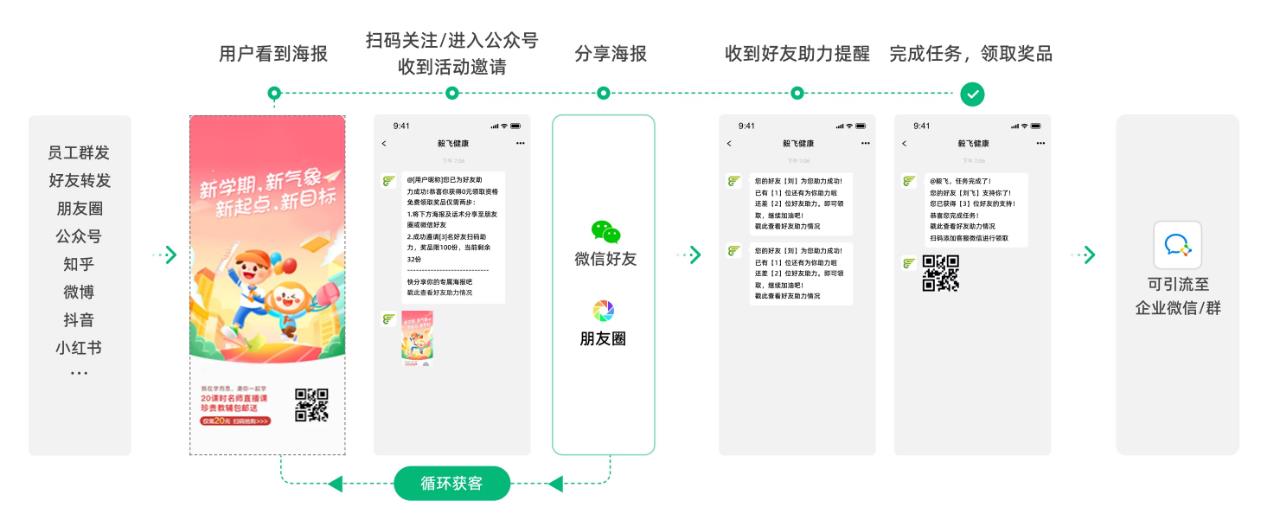 用户看到海报
扫码关注/进入公众号
收到活动邀请
分享海报
收到好友助力提醒
完成任务，领取奖品
员工群发
好友转发
朋友圈
公众号
知乎
微博
抖音
小红书
...
新学期、新气象
新起点、新目标
20课时名师直播课
珍贵教辅包邮送
仅需20元 扫码抢购>>>
9:41
毅飞健康
下午 7:08
@[用户昵称]您已为好友助
力成功!恭喜你获得0元领取资格
免费领取奖品仅需两步:
1.将下方海报及话术分享至朋友
圈或微信好友
2.成功邀请[3]名好友扫码助
力，奖品限100份，当前剩余
32份
------------------------------
快分享你的专属海报吧
戳此查看好友助力情况
微信好友
朋友圈
9:41
毅飞健康
下午 7:08
您的好友【刘】为您助力成功!
已有【1】位还有为你助力啦
还差【2】位好友助力。即可领
取，继续加油吧!
戳此查看好友助力情况
您的好友【刘】为您助力成功!
已有【1】位还有为你助力啦
还差【2】位好友助力。即可领
取，继续加油吧!
戳此查看好友助力情况
9:41
毅飞健康
下午 7:08
@毅飞，任务完成了!
您的好友【刘飞】支持你了!
您已获得【3】位好友的支持!
恭喜您完成任务!
戳此查看好友助力情况
扫码添加客服微信进行领取
可引流至
企业微信/群
循环获客